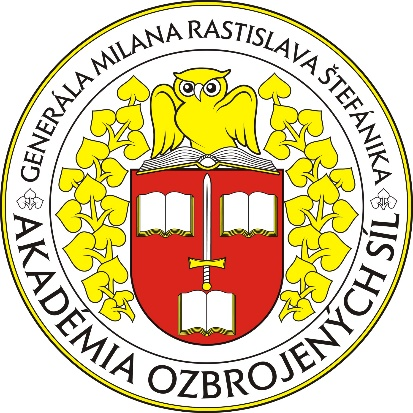 GENERÁLA MILANA RASTISLAVA ŠTEFÁNIKA
AKADÉMIA OZBROJENÝCH SÍL